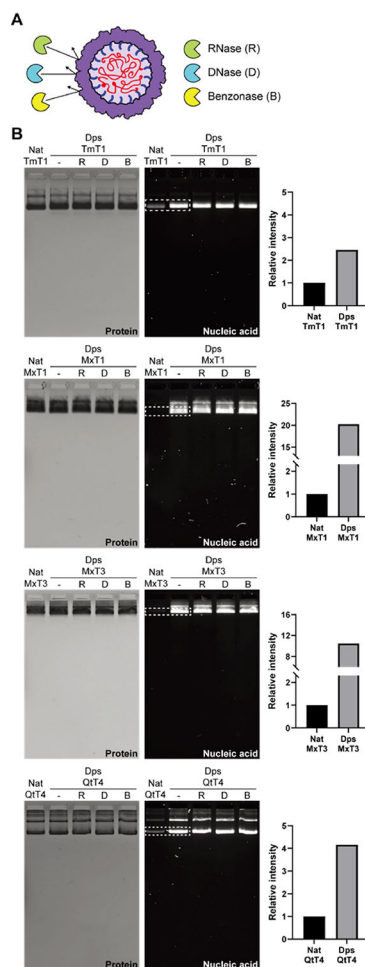 A
RNase (R)
DNase (D)
Benzonase (B)
B
Nat TmT1
Dps TmT1
- R D B
Nat TmT1
Dps TmT1
- R D B
Protein
Nucleic acid
Relative intensity
5
4
3
2
1
0
Nat TmT1
Dps TmT1
Nat MxT1
Dps MxT1
- R D B
Nat MxT1
Dps MxT1
- R D B
Protein
Nucleic acid
Relative intensity
25
20
15
2
1
0
Nat MxT1
Dps MxT1
Nat MxT3
Dps MxT3
- R D B
Nat MxT3
Dps MxT3
- R D B
Protein
Nucleic acid
Relative intensity
16
12
8
2
1
0
Nat MxT3
Dps MxT3
Nat QtT4
Dps QtT4
- R D B
Nat QtT4
Dps QtT4
- R D B
Protein
Nucleic acid
Relative intensity
5
4
3
2
1
0
Nat QtT4
Dps QtT4